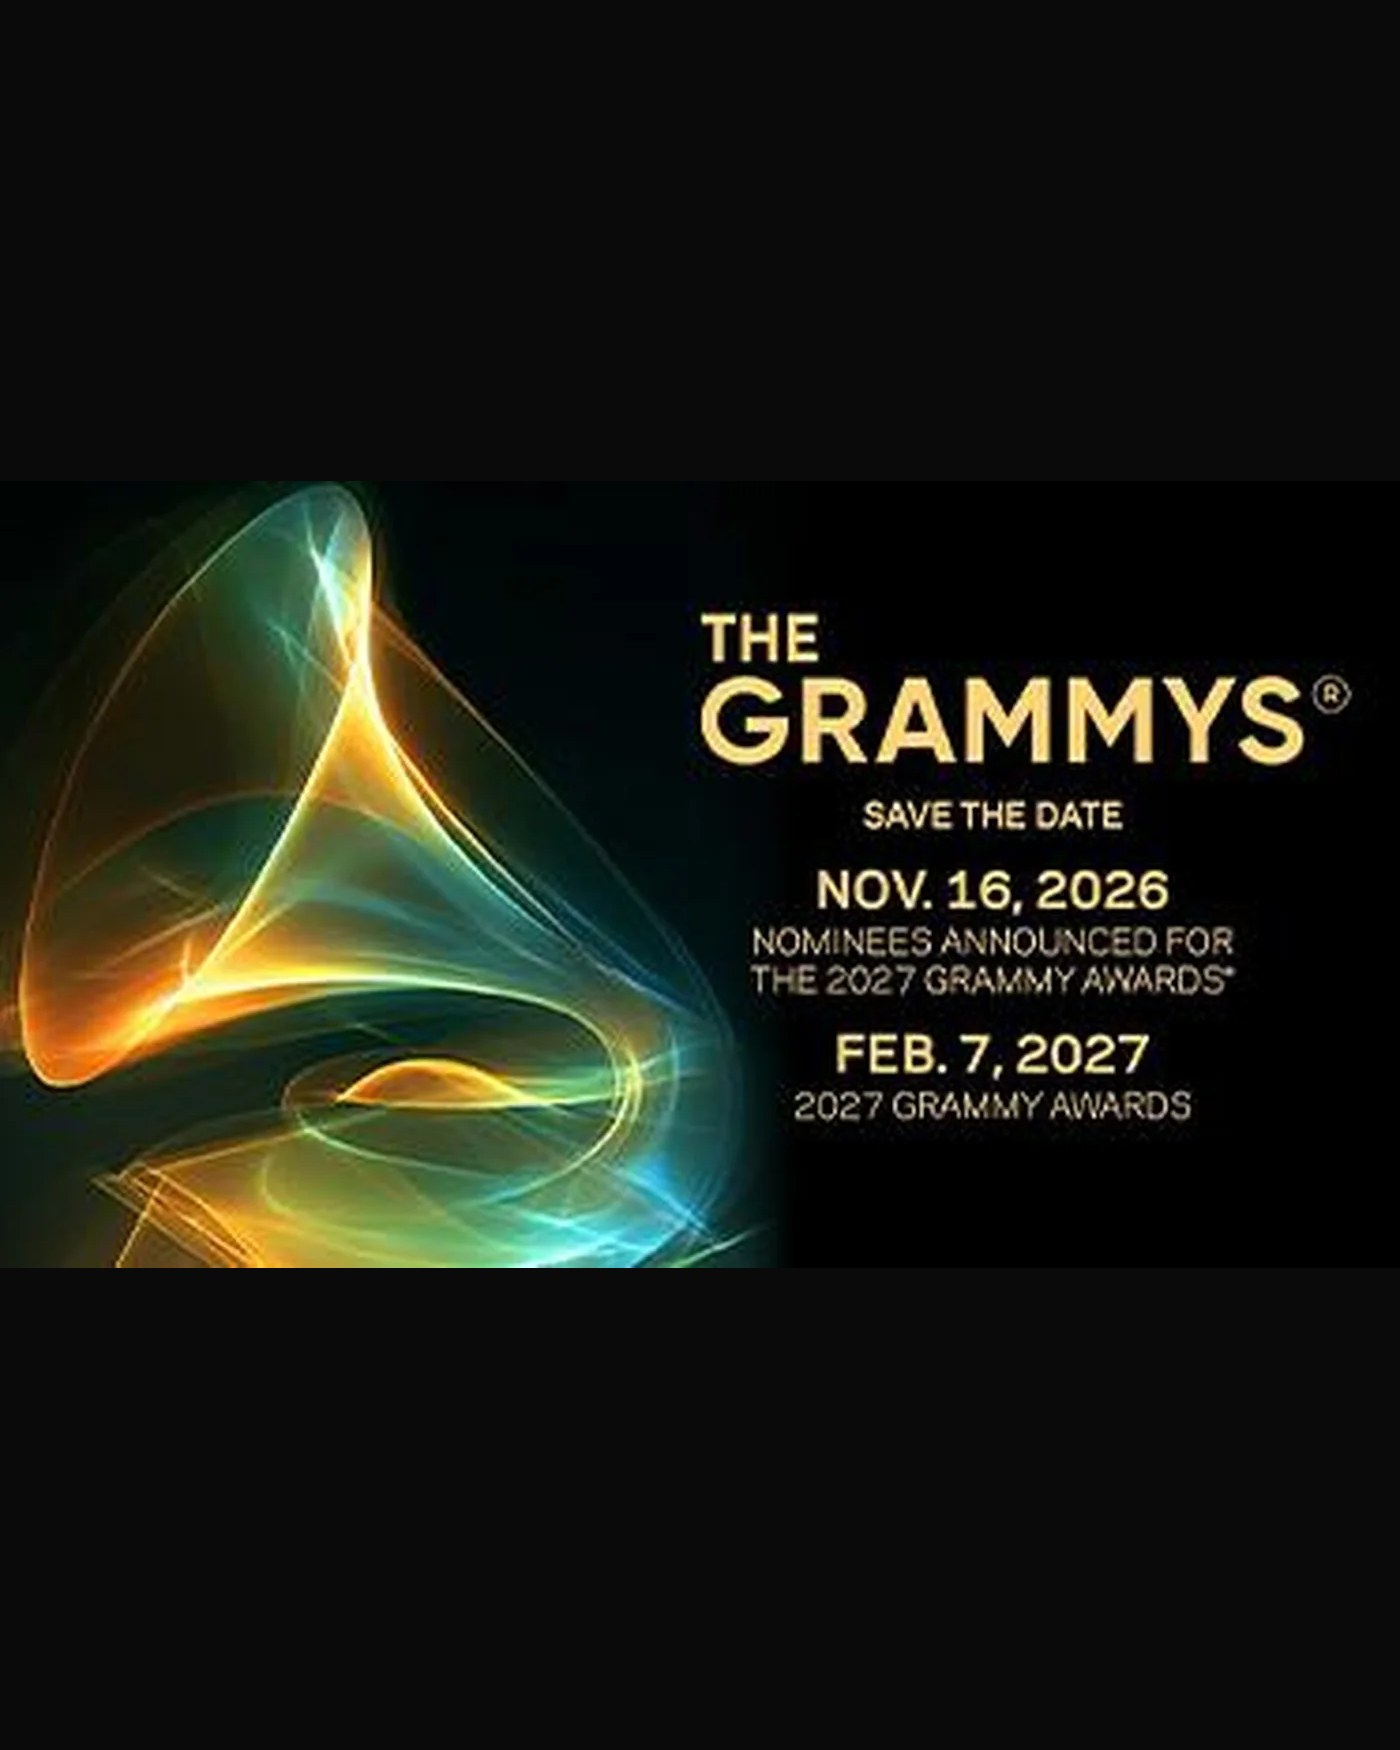 THE
GRAMMYS®
SAVE THE DATE
NOV. 16, 2026
NOMINEES ANNOUNCED FOR
THE 2027 GRAMMY AWARDS®
FEB. 7, 2027
2027 GRAMMY AWARDS